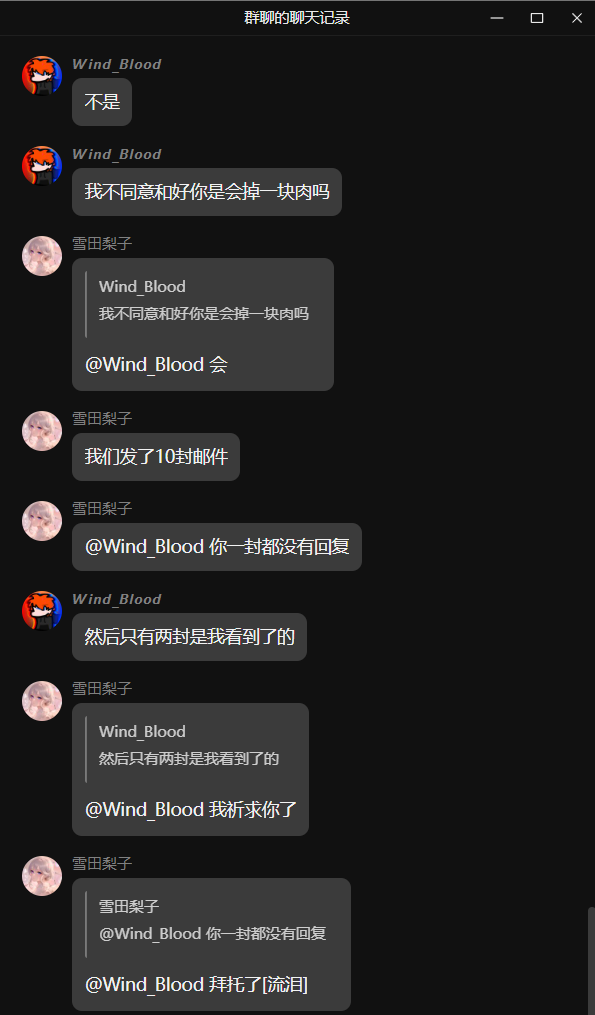 群聊的聊天记录
Wind_Blood
不是
Wind_Blood
我不同意和好你是会掉一块肉吗
雪田梨子
Wind_Blood
我不同意和好你是会掉一块肉吗
@Wind_Blood 会
雪田梨子
我们发了10封邮件
雪田梨子
@Wind_Blood 你一封都没有回复
Wind_Blood
然后只有两封是我看到了的
雪田梨子
Wind_Blood
然后只有两封是我看到了的
@Wind_Blood 我祈求你了
雪田梨子
雪田梨子
@Wind_Blood 你一封都没有回复
@Wind_Blood 拜托了[流泪]